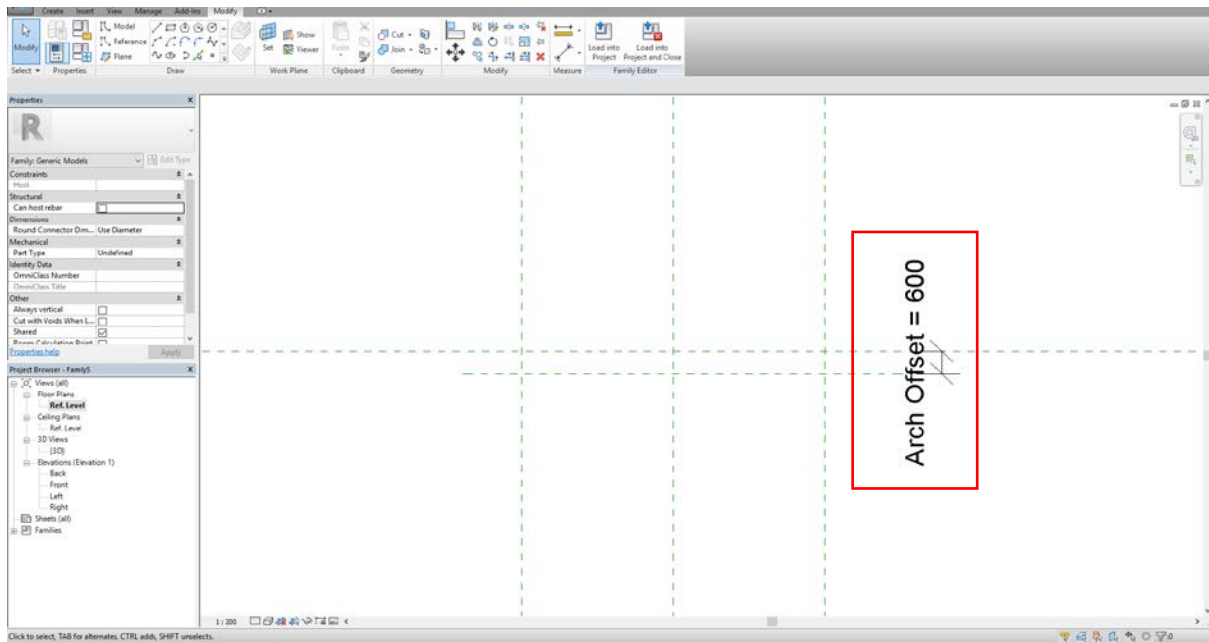 Create Insert View Manage Add-Ins Modify
Modify
Model
Reference
Plane
Set
Show
Viewer
Paste
Cut
Join
Load into Project
Load into Project and Close
Select Properties Draw Work Plane Clipboard Geometry Modify Measure Family Editor
Properties
R
Family: Generic Models
Edit Type
Constraints
Host
Structural
Can host rebar
Dimensions
Round Connector Dim... Use Diameter
Mechanical
Part Type Undefined
Identity Data
OmniClass Number
OmniClass Title
Other
Always vertical
Cut with Voids When L...
Shared
Room Calculation Point
Properties help
Apply
Project Browser - Family5
Views (all)
Floor Plans
Ref. Level
Ceiling Plans
Ref. Level
3D Views
{3D}
Elevations (Elevation 1)
Back
Front
Left
Right
Sheets (all)
Families
Arch Offset = 600
1 : 200
Click to select, TAB for alternates, CTRL adds, SHIFT unselects.
:0